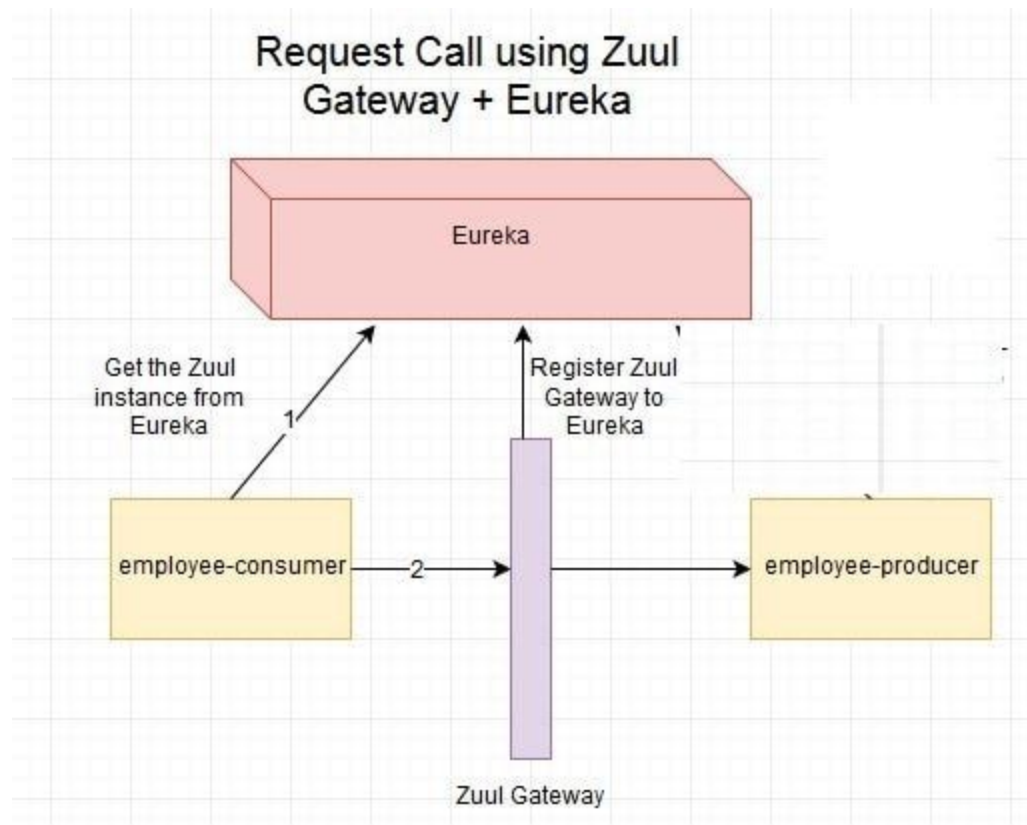 Request Call using Zuul
Gateway + Eureka
Eureka
Get the Zuul
instance from
Eureka
1
Register Zuul
Gateway to
Eureka
employee-consumer
2
employee-producer
Zuul Gateway